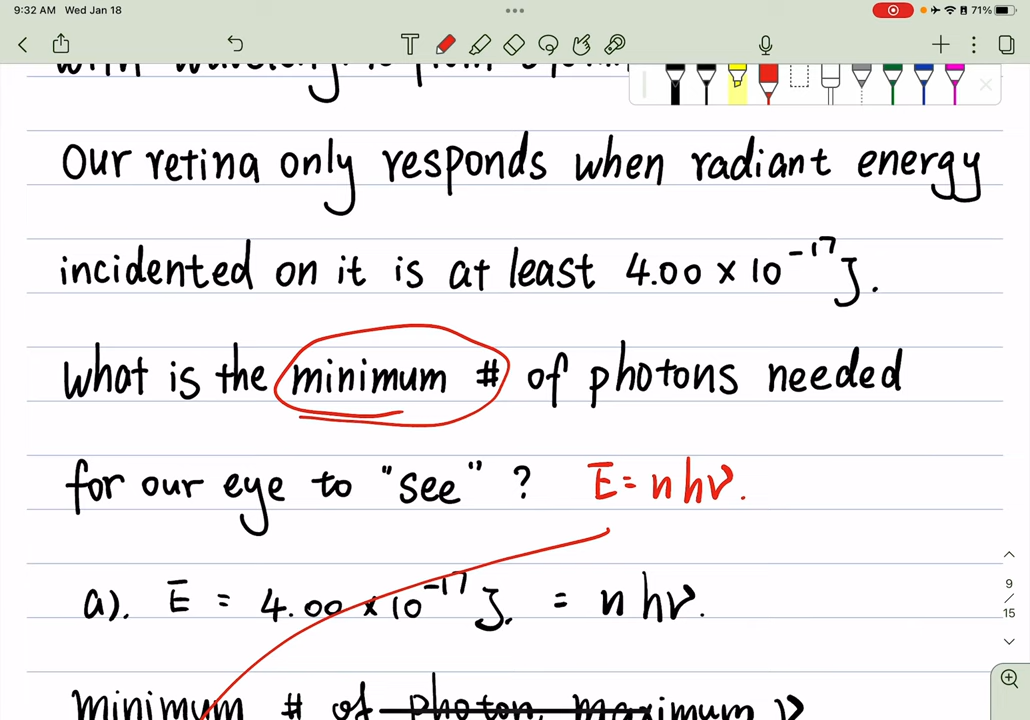 9:32 AM Wed Jan 18
71%
Our retina only responds when radiant energy
incidented on it is at least 4.00 × 10⁻¹⁷ J.
What is the minimum # of photons needed
for our eye to "see" ? E = nhν.
a). E = 4.00 × 10⁻¹⁷ J. = nhν.
9
/
15
minimum # of photon maximum ν